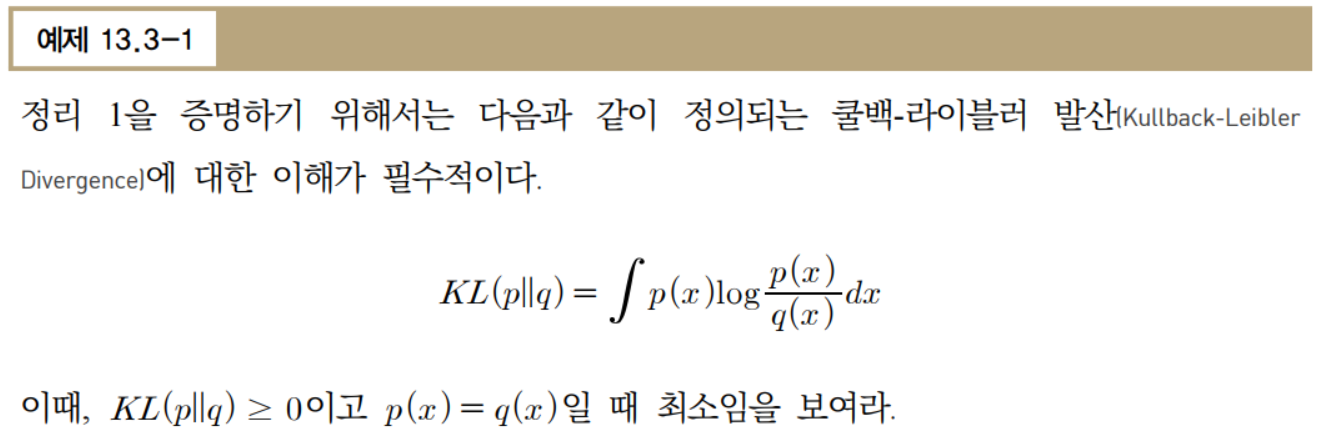 예제 13.3-1
정리 1을 증명하기 위해서는 다음과 같이 정의되는 쿨백-라이블러 발산(Kullback-Leibler
Divergence)에 대한 이해가 필수적이다.
KL(p||q) = ∫ p(x)log p(x)/q(x) dx
이때, KL(p||q) ≥ 0이고 p(x) = q(x)일 때 최소임을 보여라.